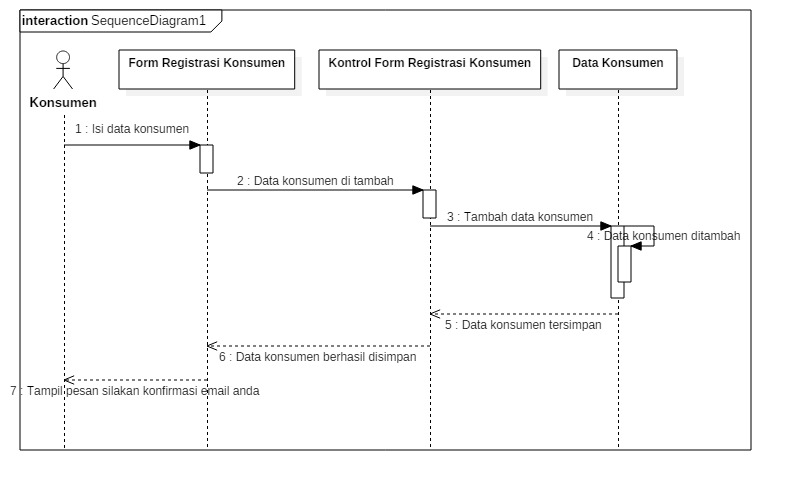 interaction SequenceDiagram1
Form Registrasi Konsumen
Kontrol Form Registrasi Konsumen
Data Konsumen
Konsumen
1 : Isi data konsumen
2 : Data konsumen di tambah
3 : Tambah data konsumen
4 : Data konsumen ditambah
5 : Data konsumen tersimpan
6 : Data konsumen berhasil disimpan
7 : Tampil pesan silakan konfirmasi email anda